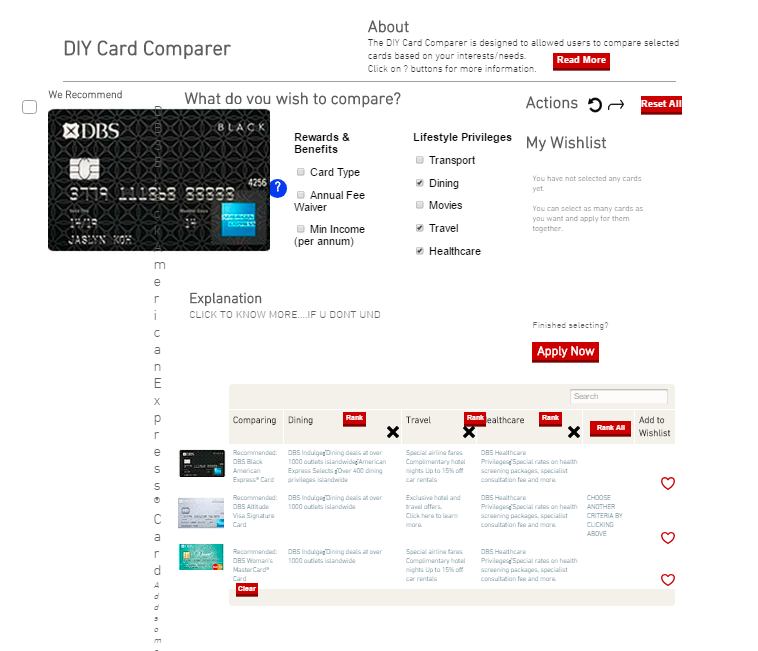 DIY Card Comparer
About
The DIY Card Comparer is designed to allowed users to compare selected
cards based on your interests/needs.
Click on ? buttons for more information.
Read More
We Recommend
DBS
BLACK
3779 111868 88888
4256
JASLYN KOH
?
American Express® Card
What do you wish to compare?
Rewards &
Benefits
Card Type
Annual Fee
Waiver
Min Income
(per annum)
Lifestyle Privileges
Transport
Dining
Movies
Travel
Healthcare
Actions
Reset All
My Wishlist
You have not selected any cards
yet.
You can select as many cards as
you want and apply for them
together.
Explanation
CLICK TO KNOW MORE....IF U DONT UND
Finished selecting?
Apply Now
Search
Comparing
Dining
Rank
Travel
Rank
ealthcare
Rank
Rank All
Add to
Wishlist
Recommended:
DBS Black
American
Express® Card
DBS Indulge Dining deals at over
1000 outlets islandwide American
Express Selects Over 400 dining
privileges islandwide
Special airline fares
Complimentary hotel
nights Up to 15% off
car rentals
DBS Healthcare
Privileges Special rates on health
screening packages, specialist
consultation fee and more.
Recommended:
DBS Altitude
Visa Signature
Card
DBS Indulge Dining deals at over
1000 outlets islandwide
Exclusive hotel and
travel offers.
Click here to learn
more.
DBS Healthcare
Privileges Special rates on health
screening packages, specialist
consultation fee and more.
CHOOSE
ANOTHER
CRITERIA BY
CLICKING
ABOVE
Recommended:
DBS Woman's
MasterCard®
Card
DBS Indulge Dining deals at over
1000 outlets islandwide
Special airline fares
Complimentary hotel
nights Up to 15% off
car rentals
DBS Healthcare
Privileges Special rates on health
screening packages, specialist
consultation fee and more.
Clear